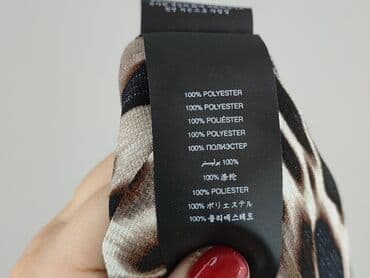 100% POLYESTER
100% POLYESTER
100% POLIÉSTER
100% POLYESTER
100% ПОЛИЭСТЕР
100% بوليستر
100% 涤纶
100% POLIESTER
100% ポリエステル
100% 폴리에스테르